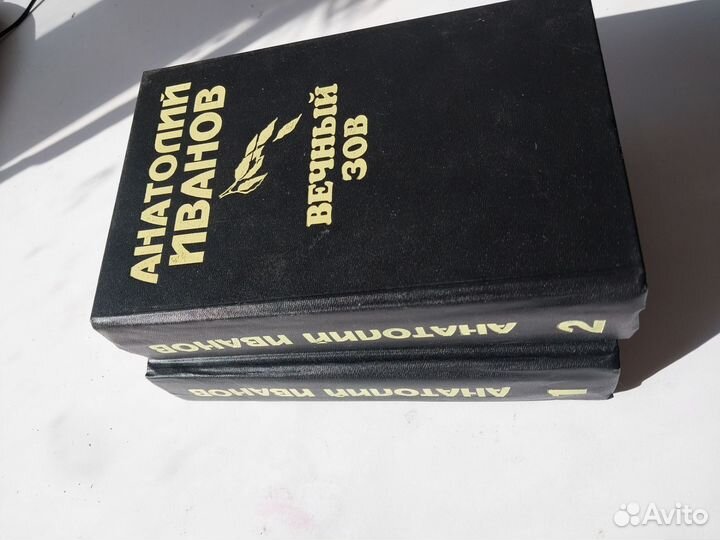 АНАТОЛИЙ
ИВАНОВ
ВЕЧНЫЙ
ЗОВ
АНАТОЛИЙ ИВАНОВ 2
АНАТОЛИЙ ИВАНОВ 1
Avito